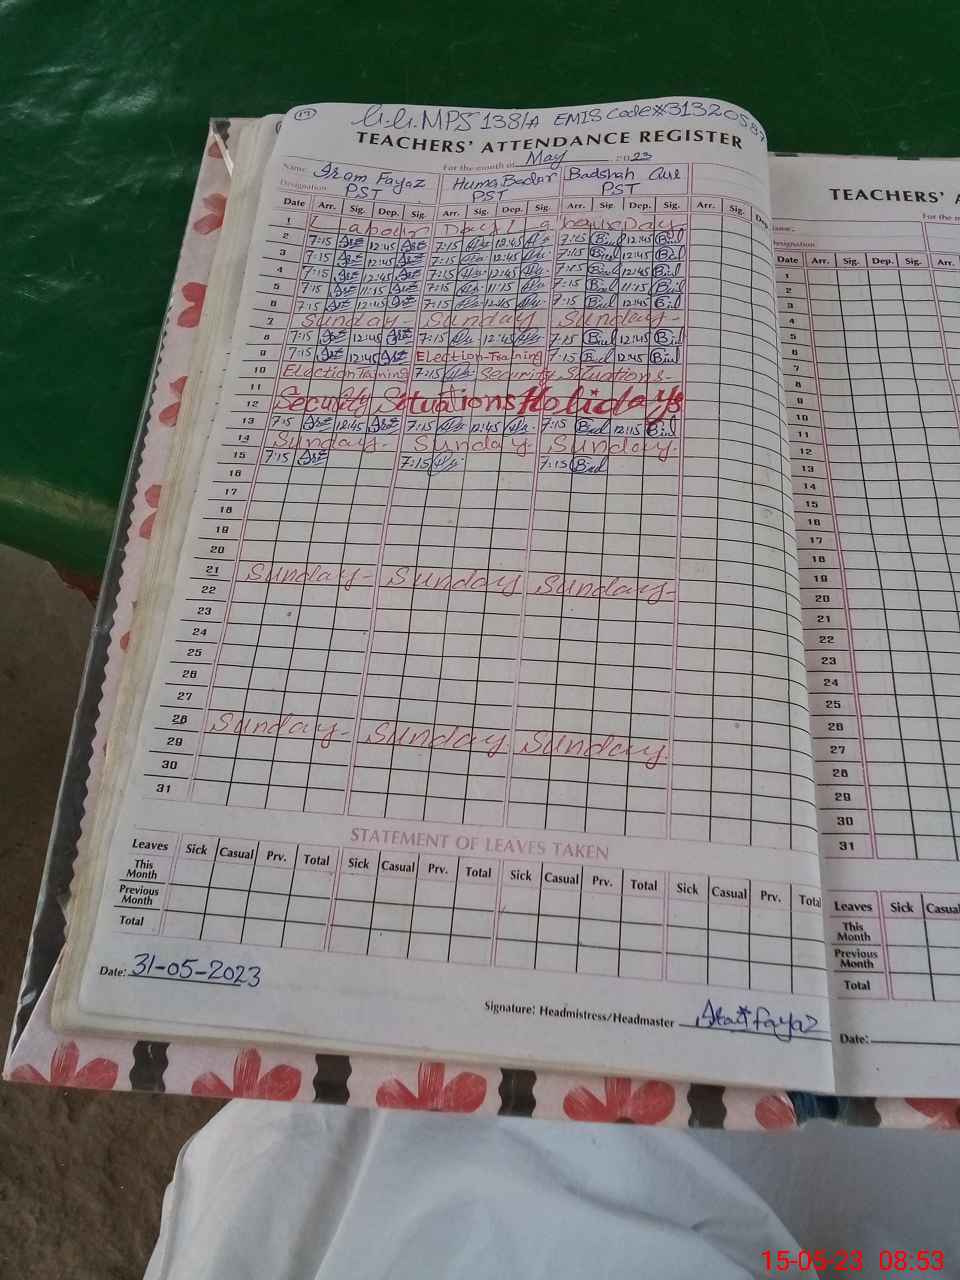 17 G.G.MPS 138/A EMIS Code#31320587
TEACHERS' ATTENDANCE REGISTER
For the month of May 2023
Name Iram Fayaz Huma Badar Badshah
Designation PST PST PST
Date Arr. Sig. Dep. Sig. Arr. Sig. Dep. Sig. Arr. Sig. Dep. Sig. Arr. Sig. Dep
1 Labour Day Labour Day
2 7:15 12:45 7:15 12:45 7:15 12:45
3 7:15 12:45 7:15 12:45 7:15 12:45
4 7:15 12:45 7:15 12:45 7:15 12:45
5 7:15 11:15 7:15 11:15 7:15 11:15
6 7:15 12:45 7:15 12:45 7:15 12:45
7 Sunday- Sunday Sunday-
8 7:15 12:45 7:15 12:45 7:15 12:45
9 7:15 12:45 Election-Training 7:15 12:45
10 Election Training 7:15 Security Situations-
11
12 Security Situations Holidays
13 7:15 12:45 7:15 12:45 7:15 12:15
14 Sunday- Sunday. Sunday.
15 7:15 7:15 7:15
16
17
18
19
20
21 Sunday- Sunday Sunday-
22
23
24
25
26
27
28 Sunday- Sunday Sunday.
29
30
31
STATEMENT OF LEAVES TAKEN
Leaves Sick Casual Prv. Total Sick Casual Prv. Total Sick Casual Prv. Total Sick Casual Prv. Total
This Month
Previous Month
Total
Date: 31-05-2023
Signature: Headmistress/Headmaster Fayaz
TEACHERS' A
For the m
Name:
Designation
Date Arr. Sig. Dep. Sig. Arr.
1
2
3
4
5
6
7
8
9
10
11
12
13
14
15
16
17
18
19
20
21
22
23
24
25
26
27
28
29
30
31
Leaves Sick Casual
This Month
Previous Month
Total
Date:
15-05-23 08:53